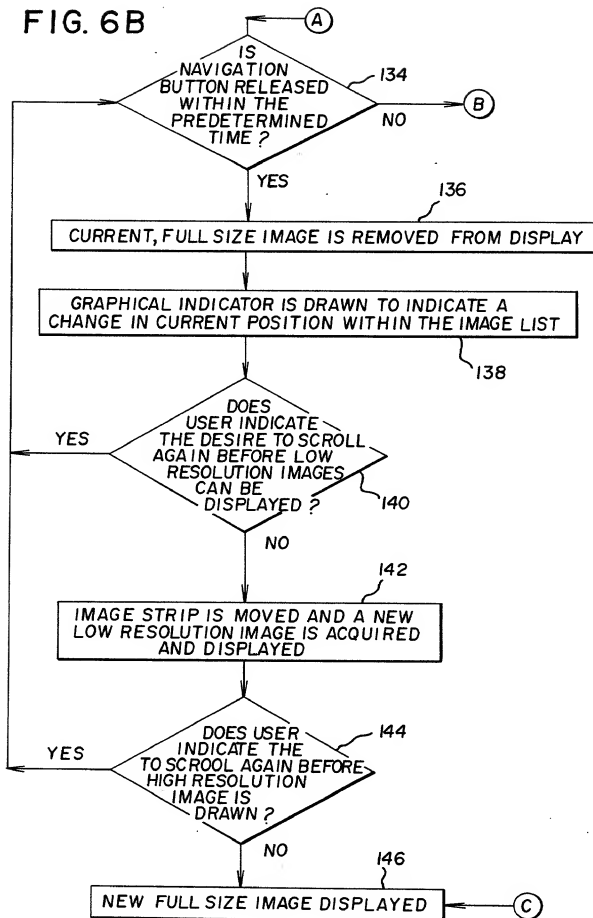 FIG. 6B
A
IS
NAVIGATION
BUTTON RELEASED
WITHIN THE
PREDETERMINED
TIME?
134
NO
B
YES
136
CURRENT, FULL SIZE IMAGE IS REMOVED FROM DISPLAY
GRAPHICAL INDICATOR IS DRAWN TO INDICATE A
CHANGE IN CURRENT POSITION WITHIN THE IMAGE LIST
138
DOES
USER INDICATE
THE DESIRE TO SCROLL
AGAIN BEFORE LOW
RESOLUTION IMAGES
CAN BE
DISPLAYED?
YES
140
NO
142
IMAGE STRIP IS MOVED AND A NEW
LOW RESOLUTION IMAGE IS ACQUIRED
AND DISPLAYED
144
DOES USER
INDICATE THE
TO SCROOL AGAIN BEFORE
HIGH RESOLUTION
IMAGE IS
DRAWN?
YES
NO
146
NEW FULL SIZE IMAGE DISPLAYED
C